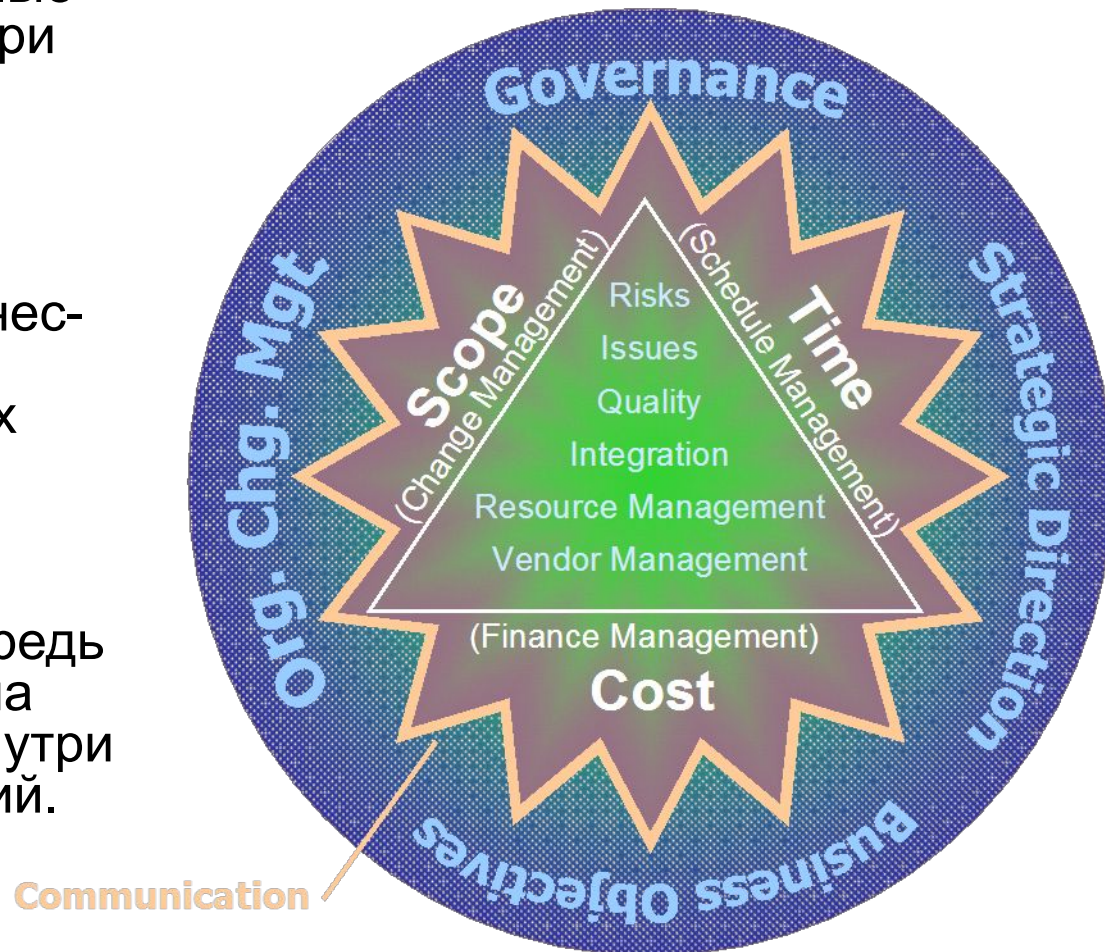 ри
нес-
х
редь
на
утри
ий.
Governance
Strategic Direction
Business Objectives
Org. Chg. Mgt
Scope
(Change Management)
Time
(Schedule Management)
Risks
Issues
Quality
Integration
Resource Management
Vendor Management
(Finance Management)
Cost
Communication